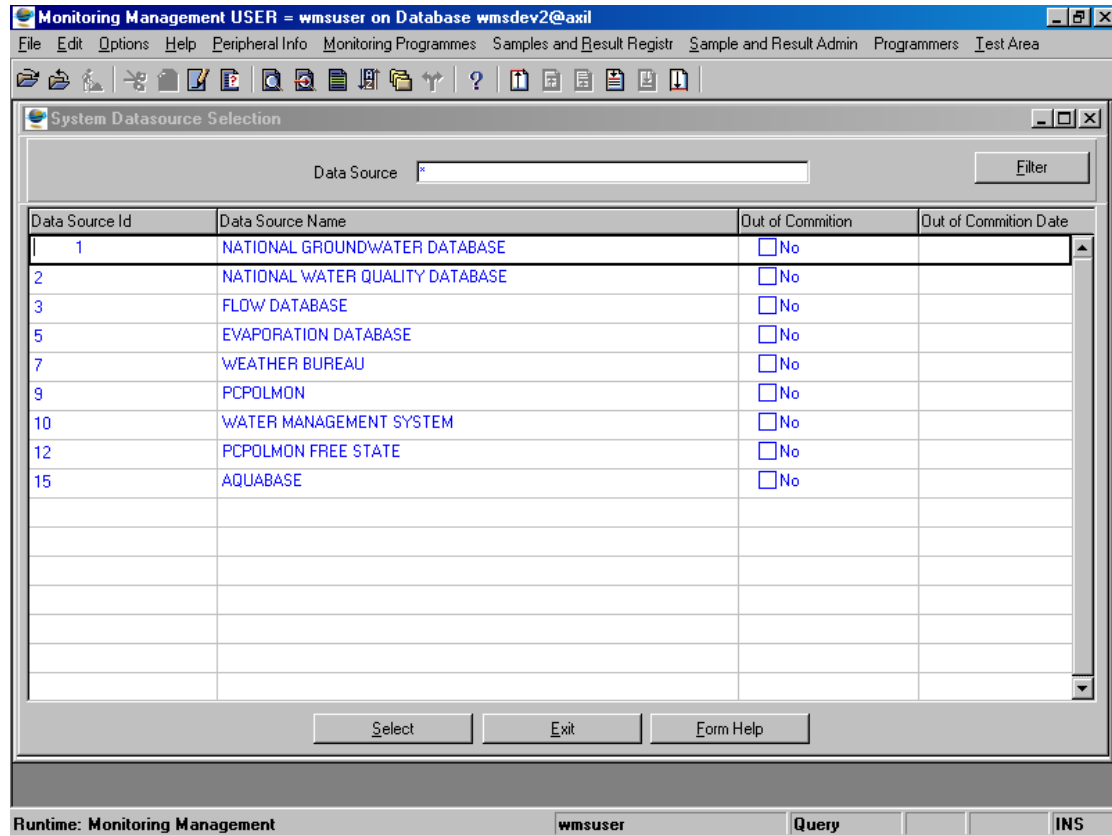 Monitoring Management USER = wmsuser on Database wmsdev2@axil
File Edit Options Help Peripheral Info Monitoring Programmes Samples and Result Registr Sample and Result Admin Programmers Test Area
System Datasource Selection
Data Source * Filter
Data Source Id Data Source Name Out of Commition Out of Commition Date
1 NATIONAL GROUNDWATER DATABASE No
2 NATIONAL WATER QUALITY DATABASE No
3 FLOW DATABASE No
5 EVAPORATION DATABASE No
7 WEATHER BUREAU No
9 PCPOLMON No
10 WATER MANAGEMENT SYSTEM No
12 PCPOLMON FREE STATE No
15 AQUABASE No
Select Exit Form Help
Runtime: Monitoring Management wmsuser Query INS